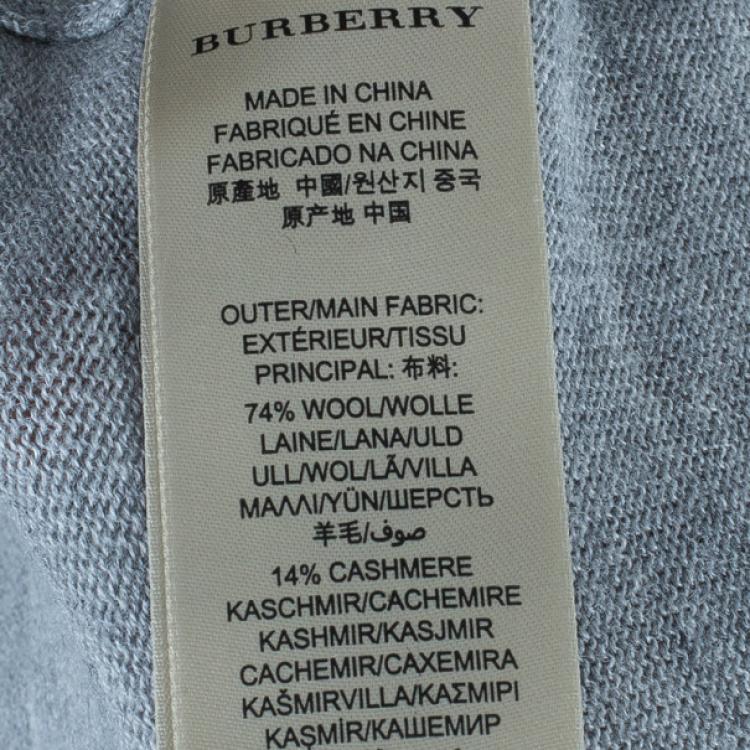 BURBERRY
MADE IN CHINA
FABRIQUÉ EN CHINE
FABRICADO NA CHINA
原產地 中國/원산지 중국
原产地 中国
OUTER/MAIN FABRIC:
EXTÉRIEUR/TISSU
PRINCIPAL: 布料:
74% WOOL/WOLLE
LAINE/LANA/ULD
ULL/WOL/LÃ/VILLA
ΜΑΛΛΙ/YÜN/ШЕРСТЬ
羊毛/صوف
14% CASHMERE
KASCHMIR/CACHEMIRE
KASHMIR/KASJMIR
CACHEMIR/CAXEMIRA
KAŠMIRVILLA/ΚΑΣΜΙΡΙ
KAŞMİR/КАШЕМИР